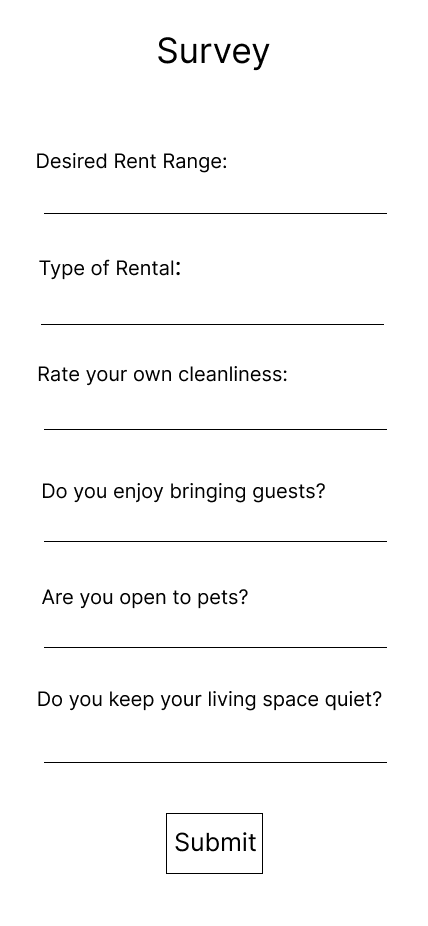 Survey
Desired Rent Range:
Type of Rental:
Rate your own cleanliness:
Do you enjoy bringing guests?
Are you open to pets?
Do you keep your living space quiet?
Submit